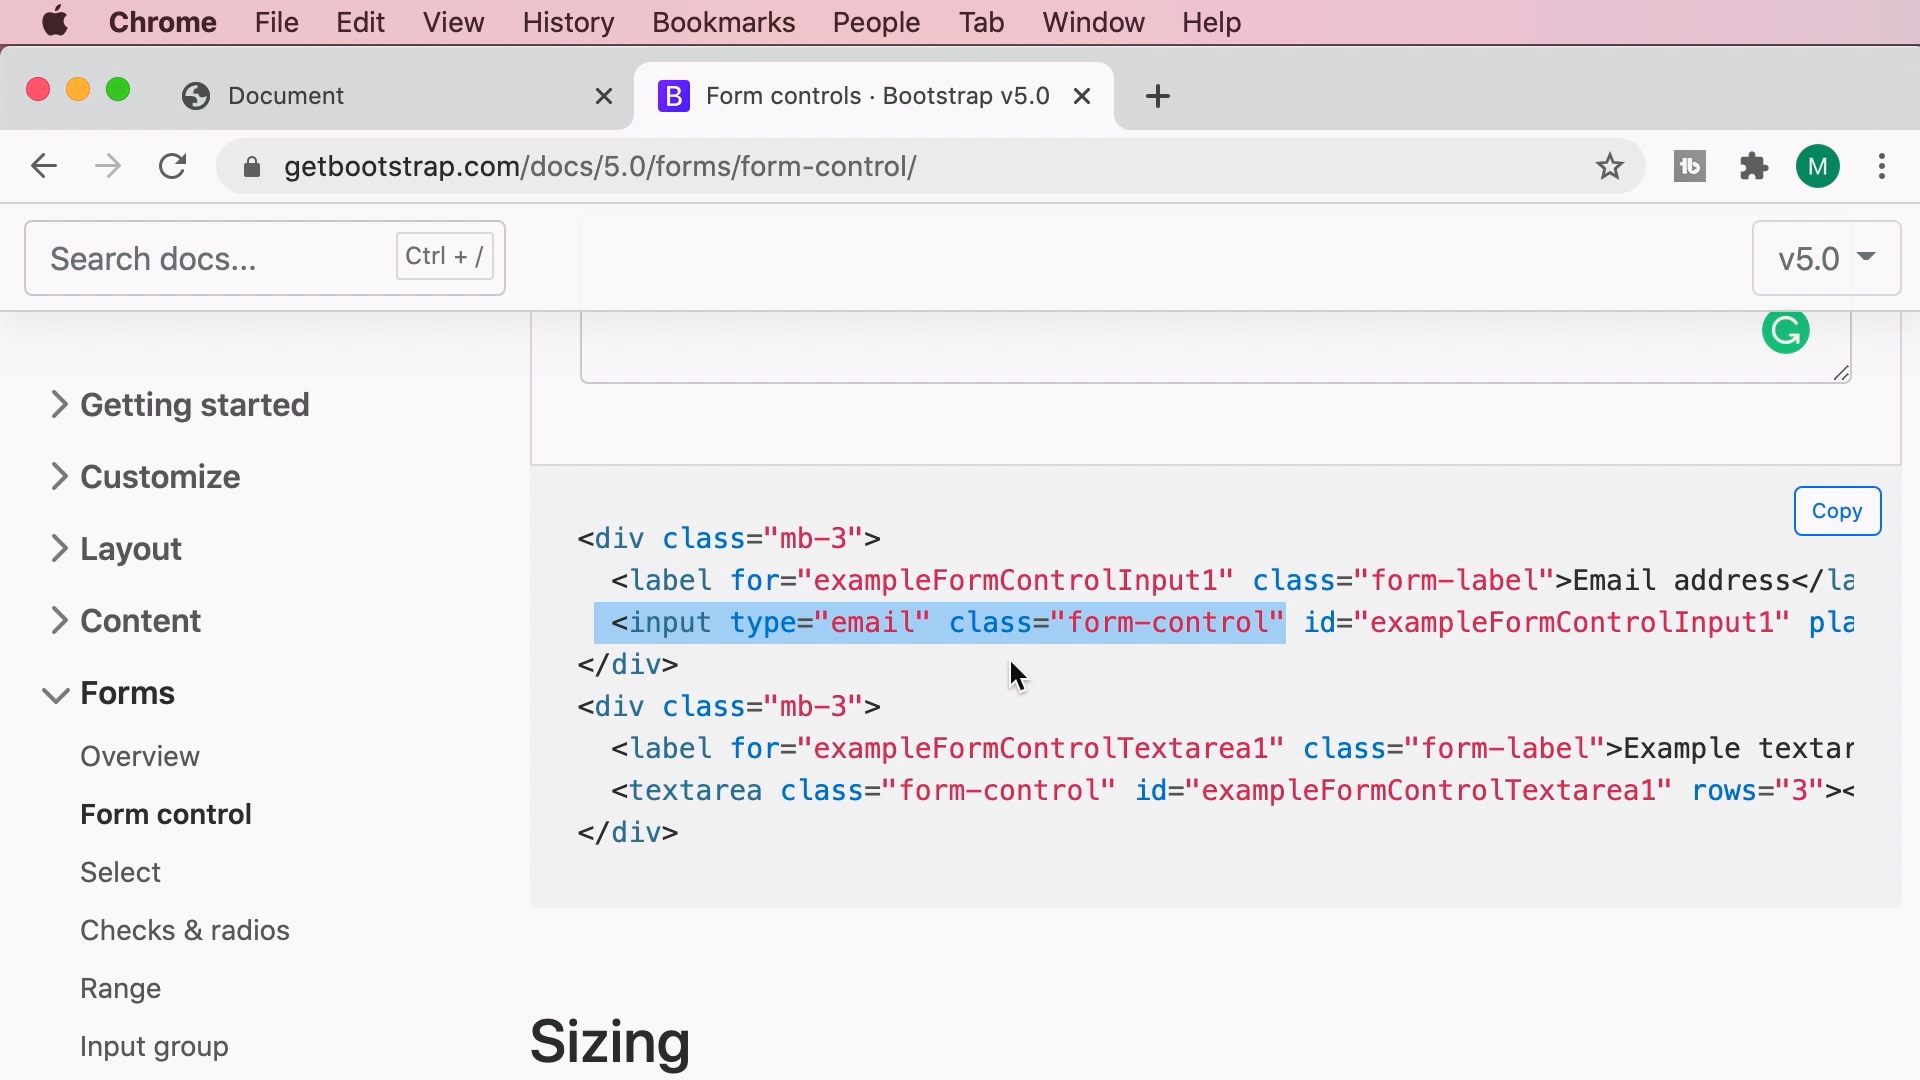 Chrome File Edit View History Bookmarks People Tab Window Help
Document
B Form controls · Bootstrap v5.0
getbootstrap.com/docs/5.0/forms/form-control/
M
Search docs... Ctrl + /
v5.0
Getting started
Customize
Layout
Content
Forms
Overview
Form control
Select
Checks & radios
Range
Input group
Copy
<div class="mb-3">
<label for="exampleFormControlInput1" class="form-label">Email address</la
<input type="email" class="form-control" id="exampleFormControlInput1" pla
</div>
<div class="mb-3">
<label for="exampleFormControlTextarea1" class="form-label">Example textar
<textarea class="form-control" id="exampleFormControlTextarea1" rows="3"><
</div>
Sizing